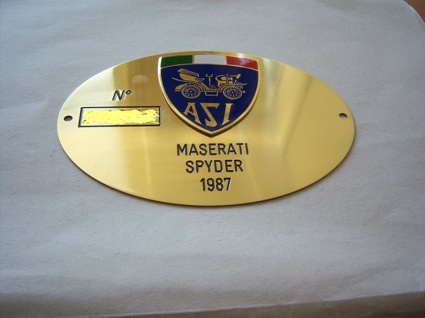 N°
ASI
MASERATI
SPYDER
1987